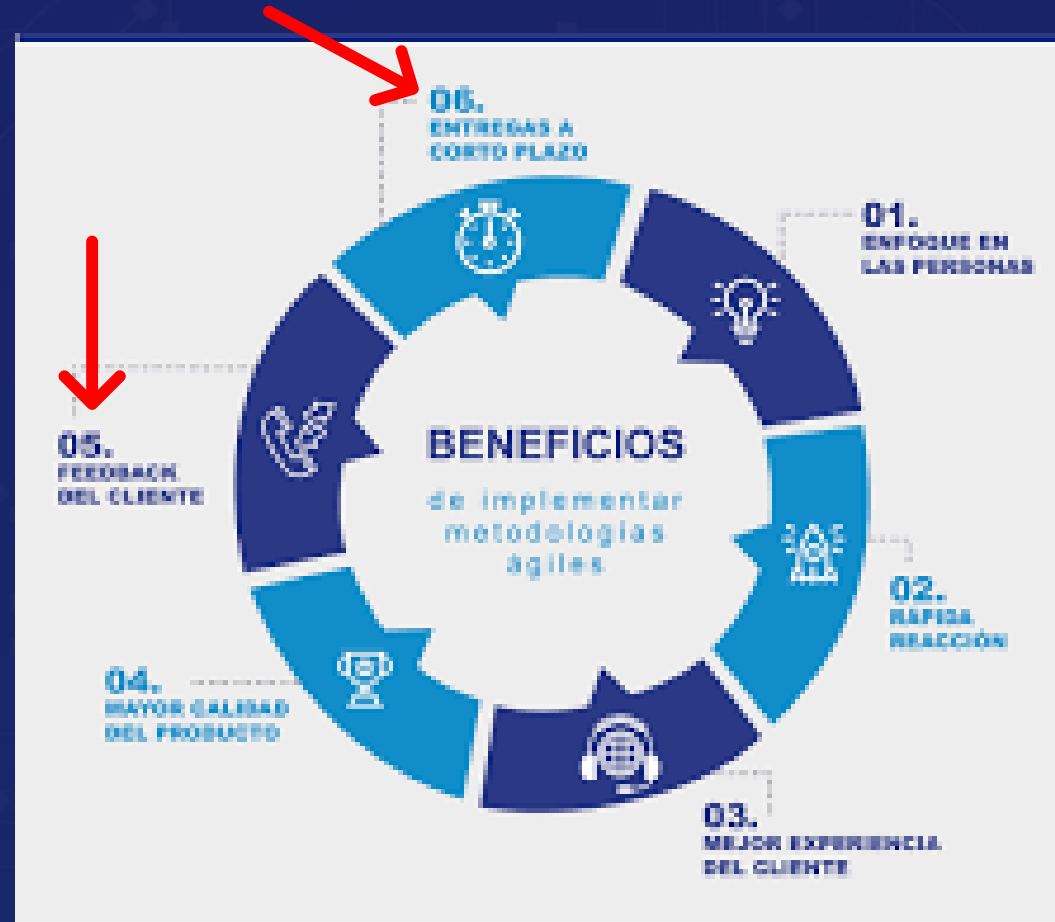 06.
ENTREGAS A
CORTO PLAZO
01.
ENFOQUE EN
LAS PERSONAS
05.
FEEDBACK
DEL CLIENTE
BENEFICIOS
de implementar
metodologías
ágiles
02.
RÁPIDA
REACCIÓN
04.
MAYOR CALIDAD
DEL PRODUCTO
03.
MEJOR EXPERIENCIA
DEL CLIENTE